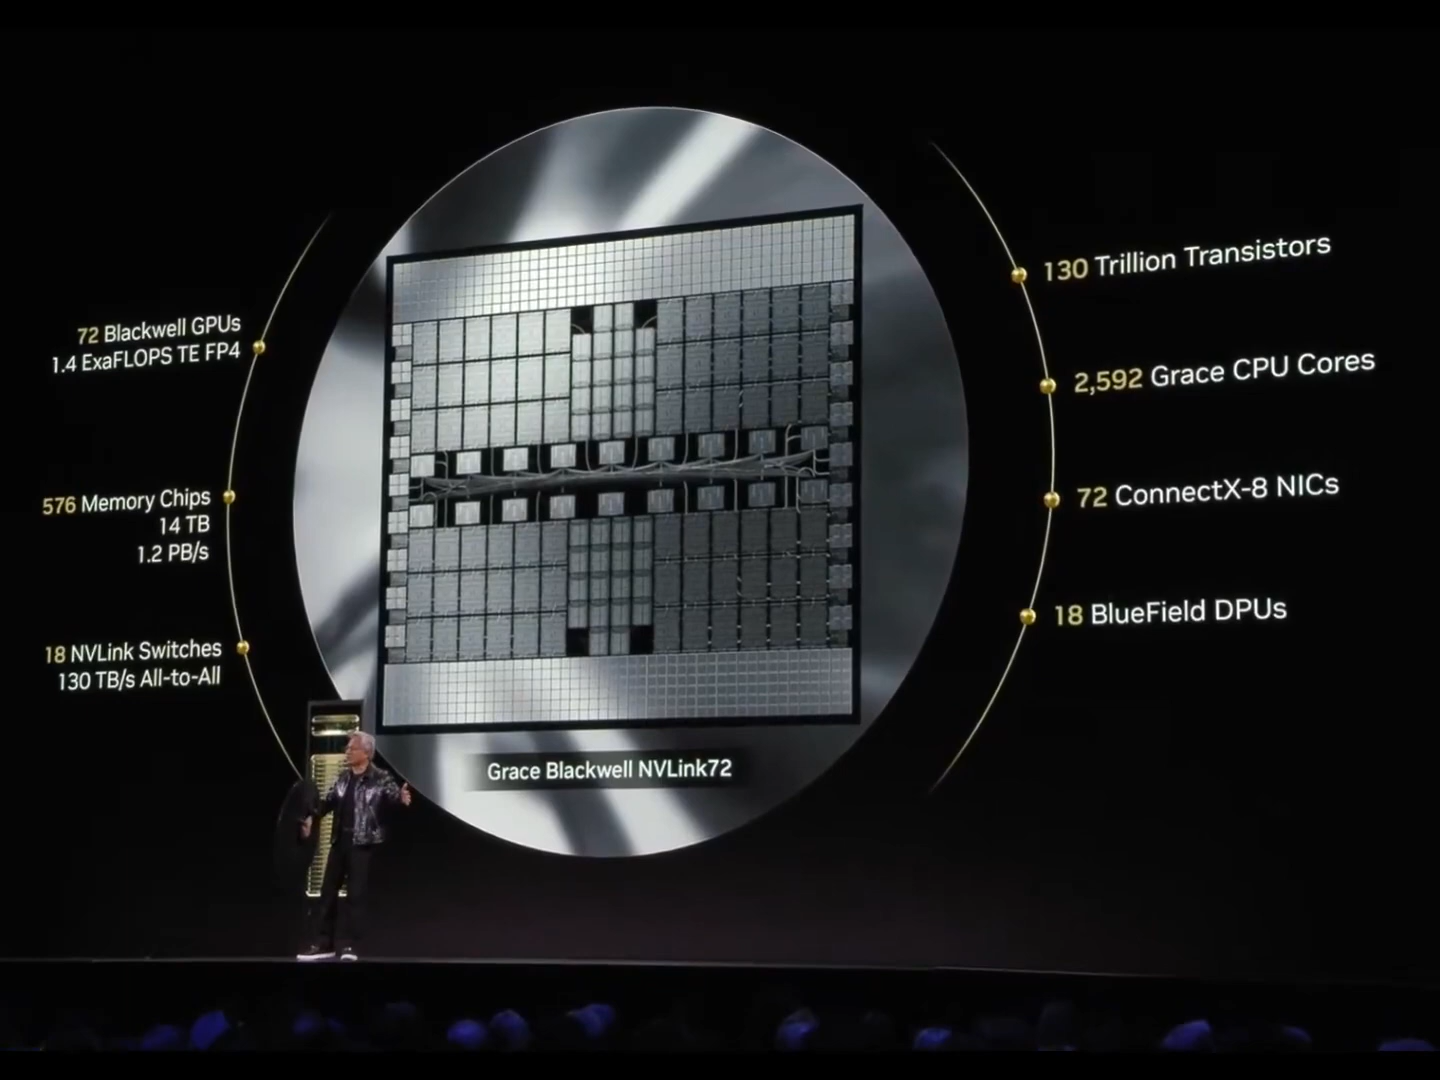 72 Blackwell GPUs
1.4 ExaFLOPS TE FP4
576 Memory Chips
14 TB
1.2 PB/s
18 NVLink Switches
130 TB/s All-to-All
Grace Blackwell NVLink72
130 Trillion Transistors
2,592 Grace CPU Cores
72 ConnectX-8 NICs
18 BlueField DPUs